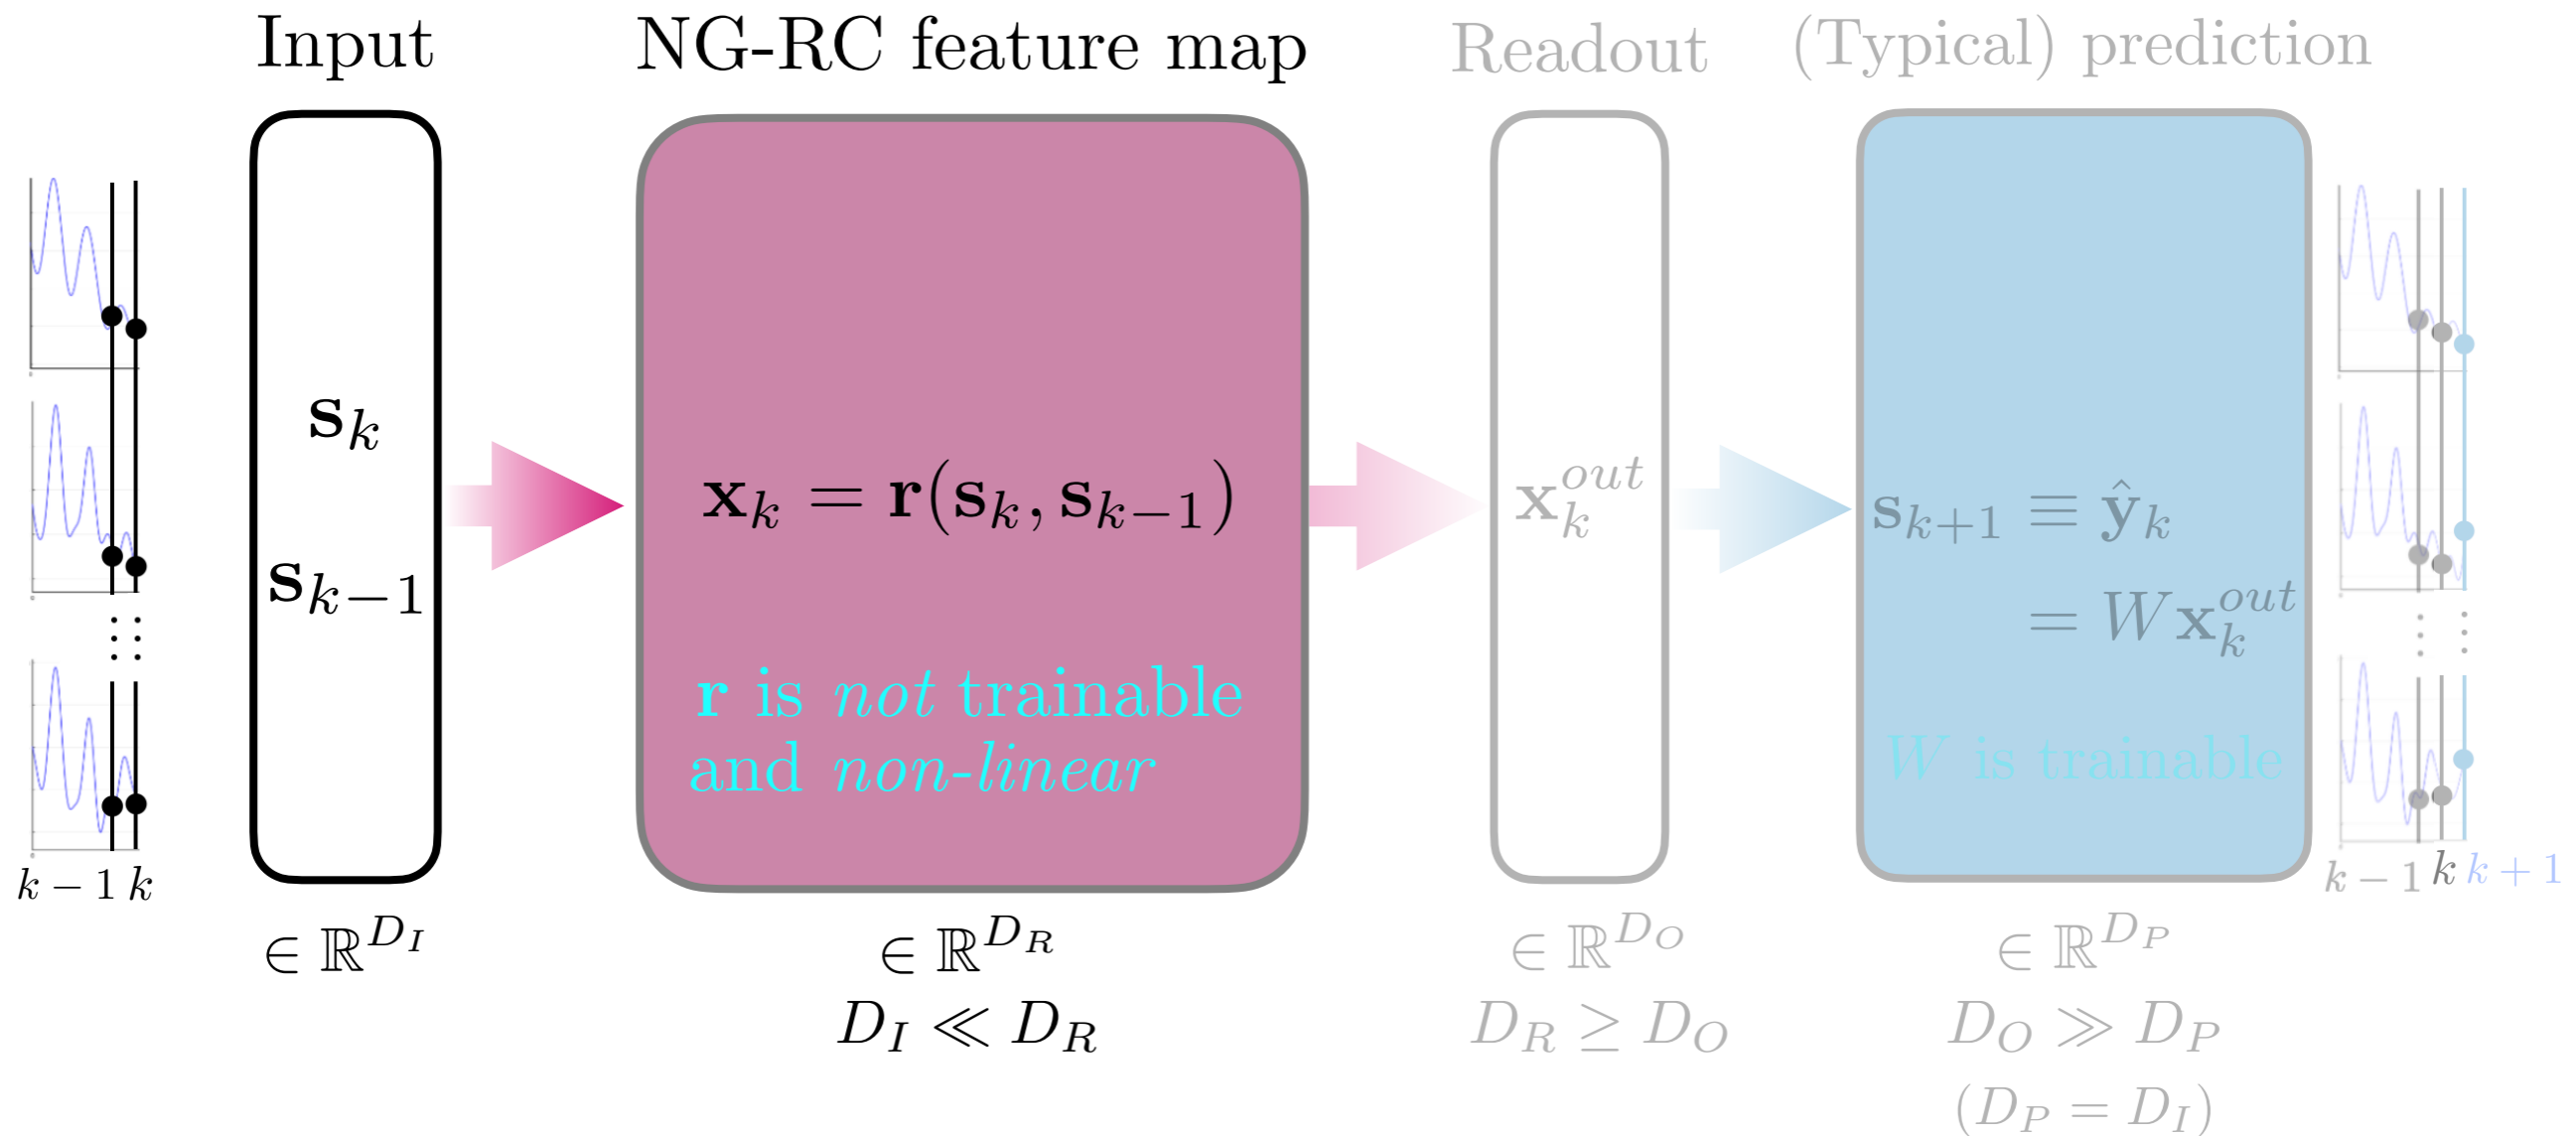 Input
NG-RC feature map
Readout
(Typical) prediction
s_k
s_{k-1}
x_k = r(s_k, s_{k-1})
r is not trainable
and non-linear
x_k^{out}
s_{k+1} ≡ ŷ_k
= W x_k^{out}
W is trainable
k − 1 k
k − 1 k k + 1
∈ ℝ^{D_I}
∈ ℝ^{D_R}
D_I ≪ D_R
∈ ℝ^{D_O}
D_R ≥ D_O
∈ ℝ^{D_P}
D_O ≫ D_P
(D_P = D_I)